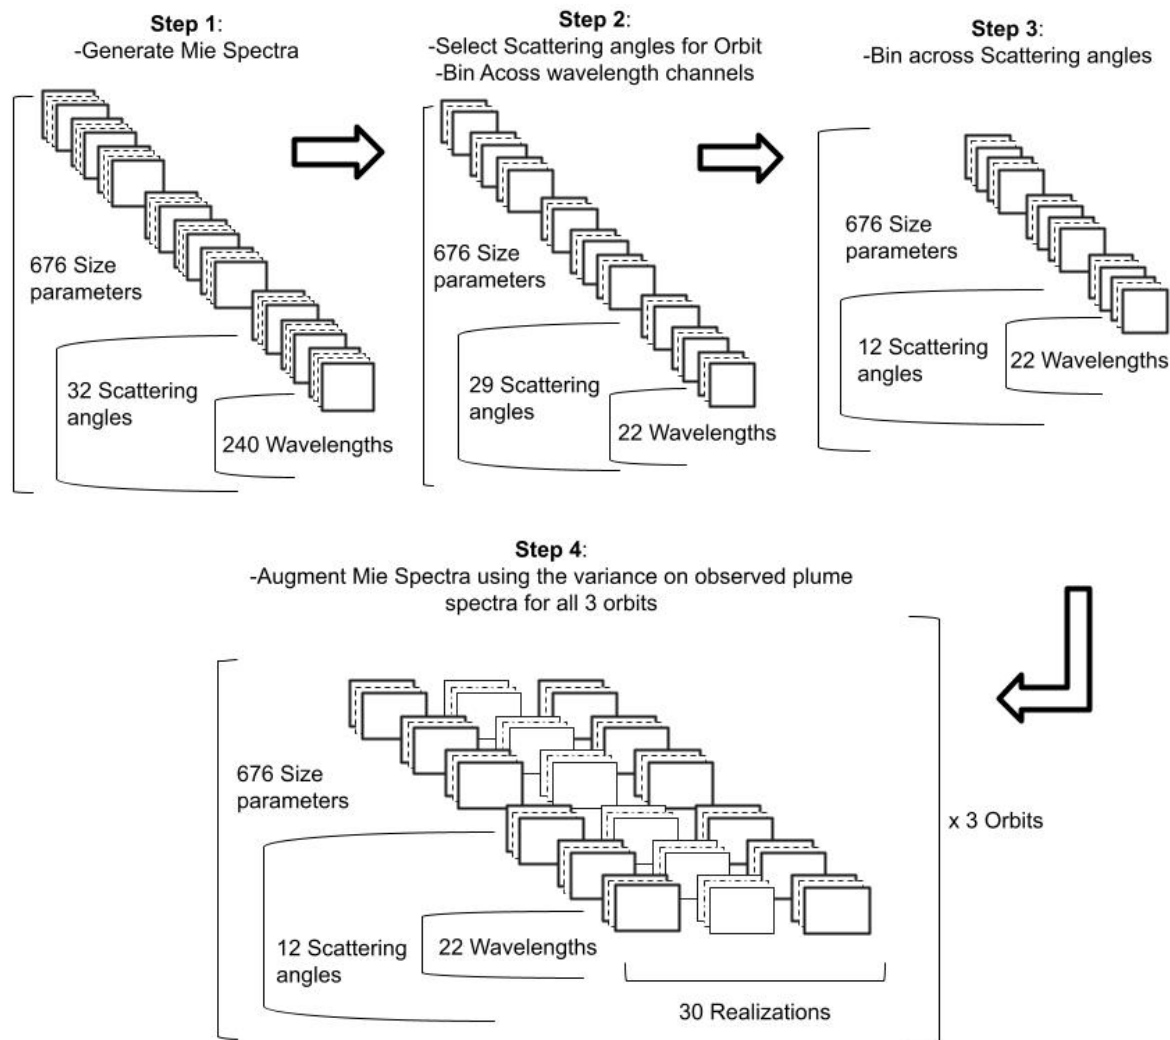 Step 1:
-Generate Mie Spectra
676 Size
parameters
32 Scattering
angles
240 Wavelengths
Step 2:
-Select Scattering angles for Orbit
-Bin Acoss wavelength channels
676 Size
parameters
29 Scattering
angles
22 Wavelengths
Step 3:
-Bin across Scattering angles
676 Size
parameters
12 Scattering
angles
22 Wavelengths
Step 4:
-Augment Mie Spectra using the variance on observed plume
spectra for all 3 orbits
676 Size
parameters
12 Scattering
angles
22 Wavelengths
30 Realizations
x 3 Orbits